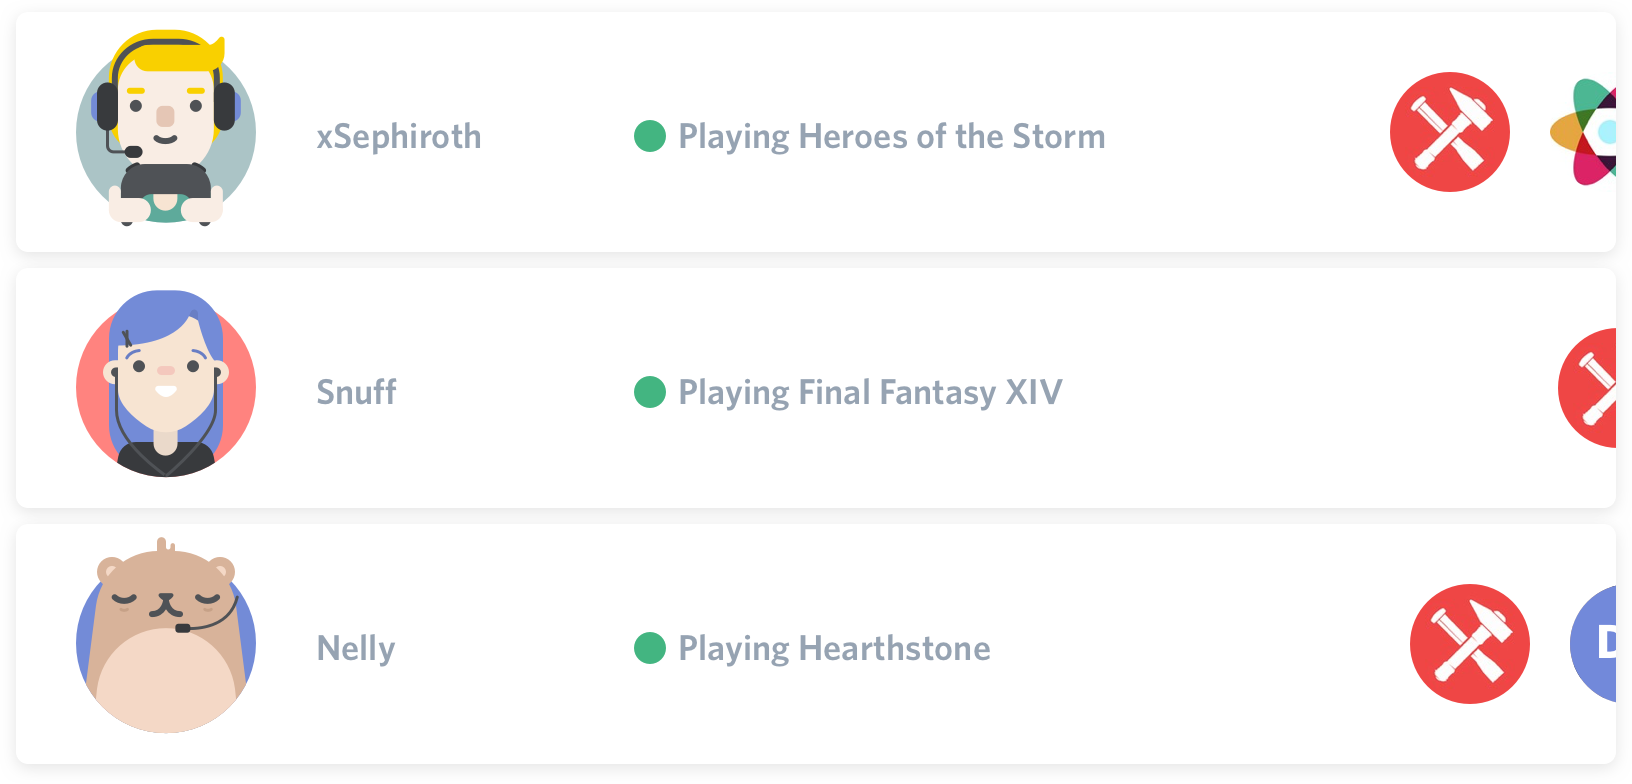 xSephiroth
Playing Heroes of the Storm
Snuff
Playing Final Fantasy XIV
Nelly
Playing Hearthstone
D